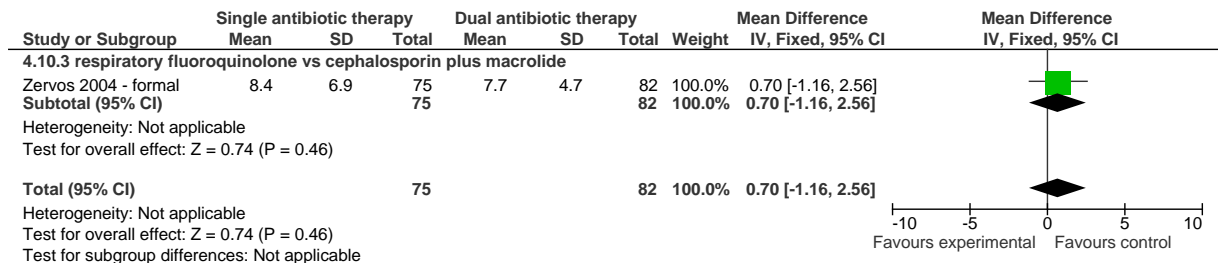 Single antibiotic therapy Dual antibiotic therapy Mean Difference Mean Difference
Study or Subgroup Mean SD Total Mean SD Total Weight IV, Fixed, 95% CI IV, Fixed, 95% CI
4.10.3 respiratory fluoroquinolone vs cephalosporin plus macrolide
Zervos 2004 - formal 8.4 6.9 75 7.7 4.7 82 100.0% 0.70 [-1.16, 2.56]
Subtotal (95% CI) 75 82 100.0% 0.70 [-1.16, 2.56]
Heterogeneity: Not applicable
Test for overall effect: Z = 0.74 (P = 0.46)
Total (95% CI) 75 82 100.0% 0.70 [-1.16, 2.56]
Heterogeneity: Not applicable
Test for overall effect: Z = 0.74 (P = 0.46)
Test for subgroup differences: Not applicable
-10 -5 0 5 10
Favours experimental Favours control